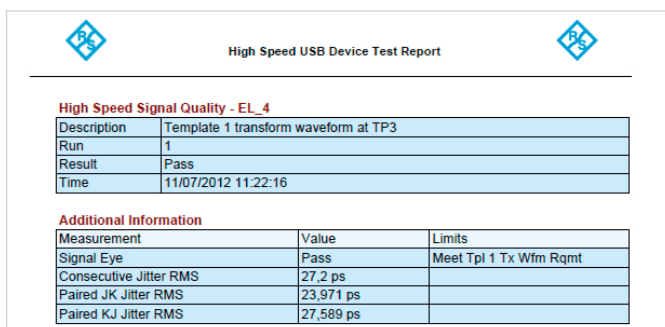 R&S R&S
High Speed USB Device Test Report
High Speed Signal Quality - EL_4
Description Template 1 transform waveform at TP3
Run 1
Result Pass
Time 11/07/2012 11:22:16
Additional Information
Measurement Value Limits
Signal Eye Pass Meet Tpl 1 Tx Wfm Rqmt
Consecutive Jitter RMS 27,2 ps
Paired JK Jitter RMS 23,971 ps
Paired KJ Jitter RMS 27,589 ps